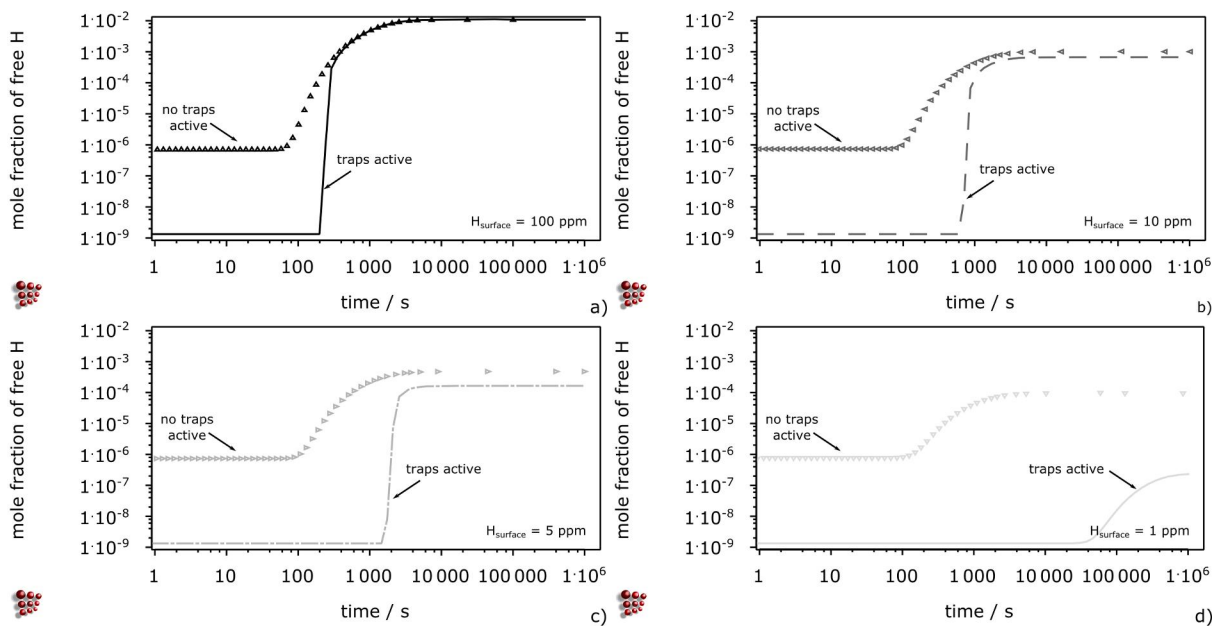 mole fraction of free H
1·10⁻²
1·10⁻³
1·10⁻⁴
1·10⁻⁵
1·10⁻⁶
1·10⁻⁷
1·10⁻⁸
1·10⁻⁹
no traps
active
traps active
H_surface = 100 ppm
1 10 100 1 000 10 000 100 000 1·10⁶
time / s
a)
mole fraction of free H
1·10⁻²
1·10⁻³
1·10⁻⁴
1·10⁻⁵
1·10⁻⁶
1·10⁻⁷
1·10⁻⁸
1·10⁻⁹
no traps
active
traps active
H_surface = 10 ppm
1 10 100 1 000 10 000 100 000 1·10⁶
time / s
b)
mole fraction of free H
1·10⁻²
1·10⁻³
1·10⁻⁴
1·10⁻⁵
1·10⁻⁶
1·10⁻⁷
1·10⁻⁸
1·10⁻⁹
no traps
active
traps active
H_surface = 5 ppm
1 10 100 1 000 10 000 100 000 1·10⁶
time / s
c)
mole fraction of free H
1·10⁻²
1·10⁻³
1·10⁻⁴
1·10⁻⁵
1·10⁻⁶
1·10⁻⁷
1·10⁻⁸
1·10⁻⁹
no traps
active
traps active
H_surface = 1 ppm
1 10 100 1 000 10 000 100 000 1·10⁶
time / s
d)